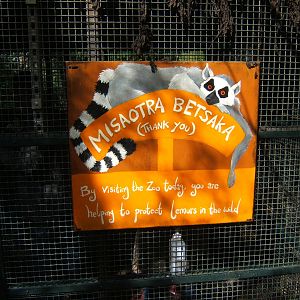 MISAOTRA BETSAKA
(THANK YOU)
By visiting the Zoo today, you are
helping to protect lemurs in the wild